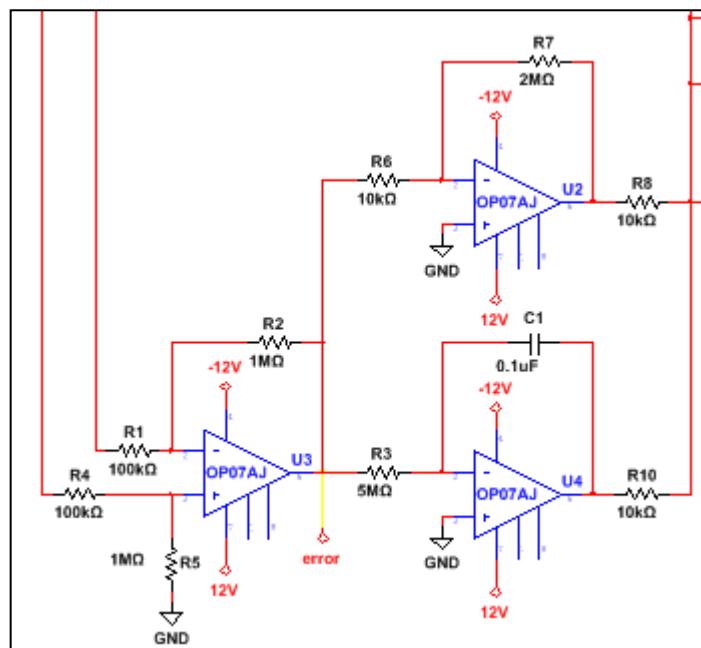 R7
2MΩ
-12V
R6
10kΩ
U2
OP07AJ
R8
10kΩ
GND
12V
R2
1MΩ
C1
0.1uF
-12V
-12V
R1
100kΩ
U3
OP07AJ
R3
5MΩ
U4
OP07AJ
R4
100kΩ
R10
10kΩ
1MΩ
R5
error
GND
12V
12V
GND